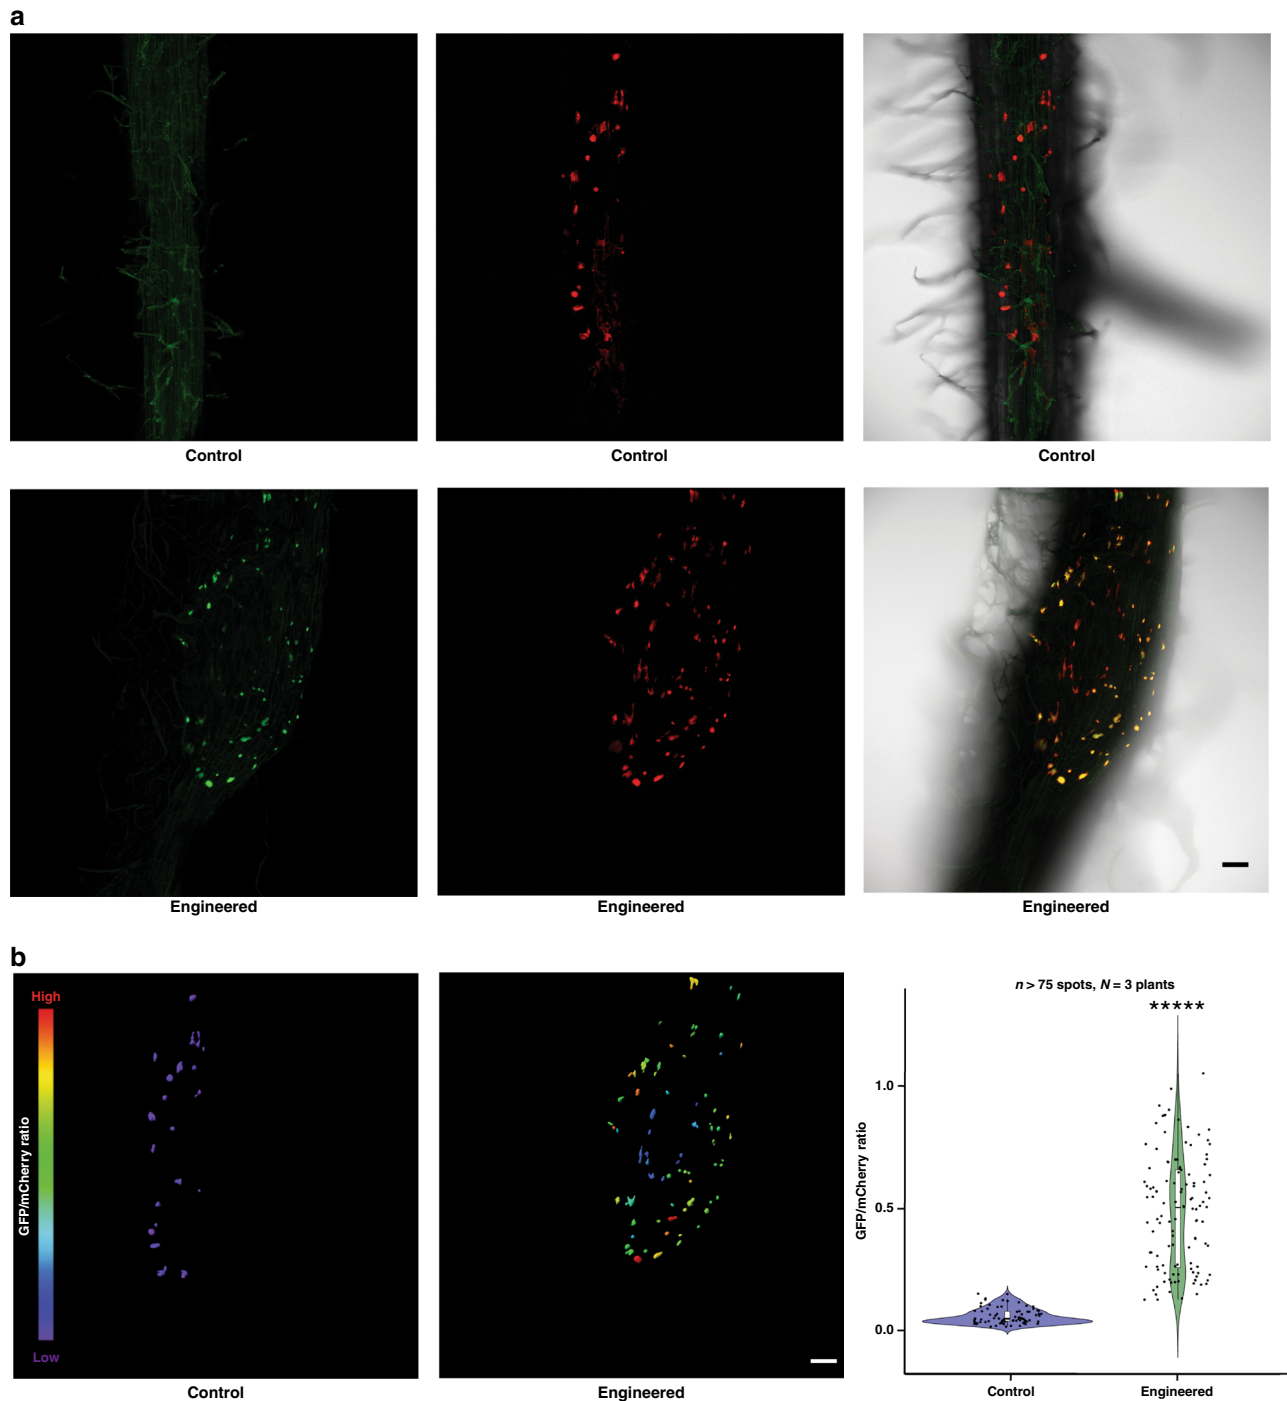 a
Control
Control
Control
Engineered
Engineered
Engineered
b
High
GFP/mCherry ratio
Low
Control
Engineered
n > 75 spots, N = 3 plants
*****
1.0
0.5
0.0
GFP/mCherry ratio
Control
Engineered